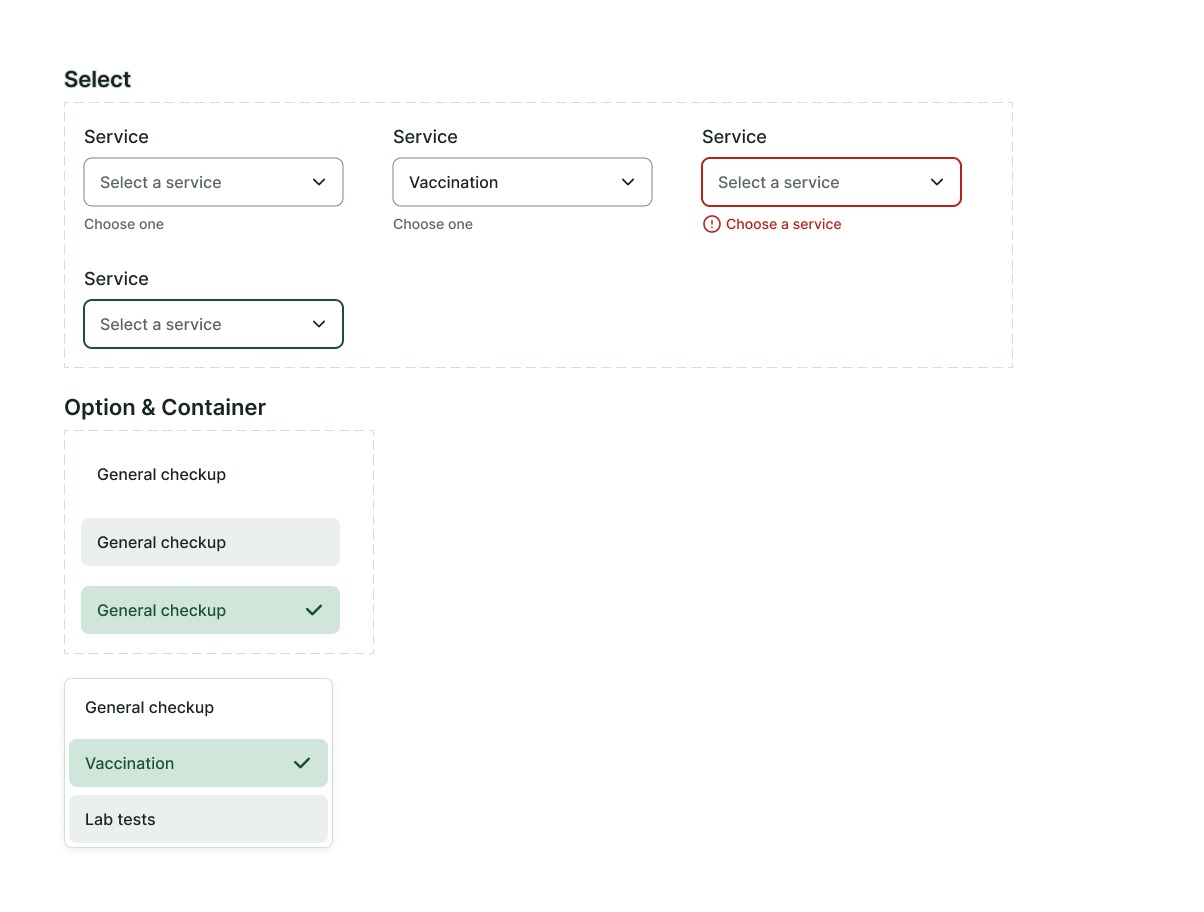 Select
Service
Service
Service
Select a service
Vaccination
Select a service
Choose one
Choose one
Choose a service
Service
Select a service
Option & Container
General checkup
General checkup
General checkup
General checkup
Vaccination
Lab tests